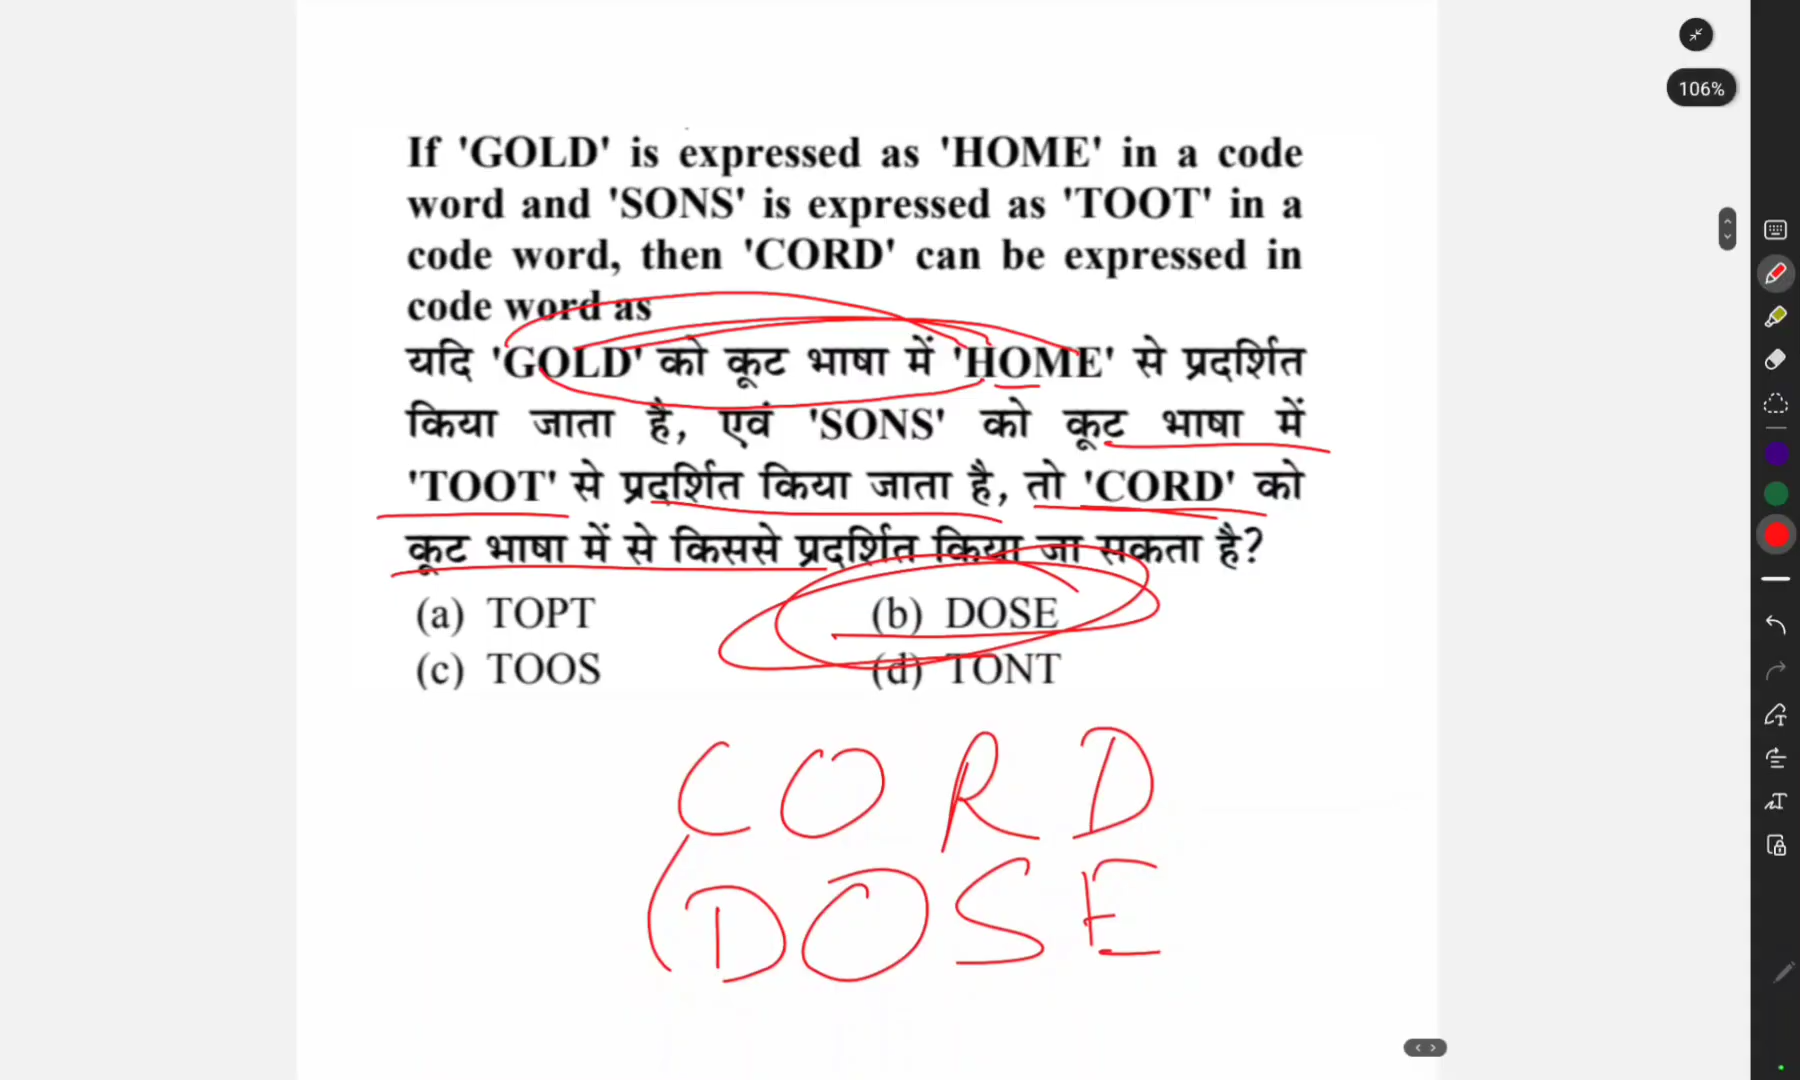 106%
If 'GOLD' is expressed as 'HOME' in a code
word and 'SONS' is expressed as 'TOOT' in a
code word, then 'CORD' can be expressed in
code word as
यदि 'GOLD' को कूट भाषा में 'HOME' से प्रदर्शित
किया जाता है, एवं 'SONS' को कूट भाषा में
'TOOT' से प्रदर्शित किया जाता है, तो 'CORD' को
कूट भाषा में से किससे प्रदर्शित किया जा सकता है?
(a) TOPT (b) DOSE
(c) TOOS (d) TONT
CORD
DOSE